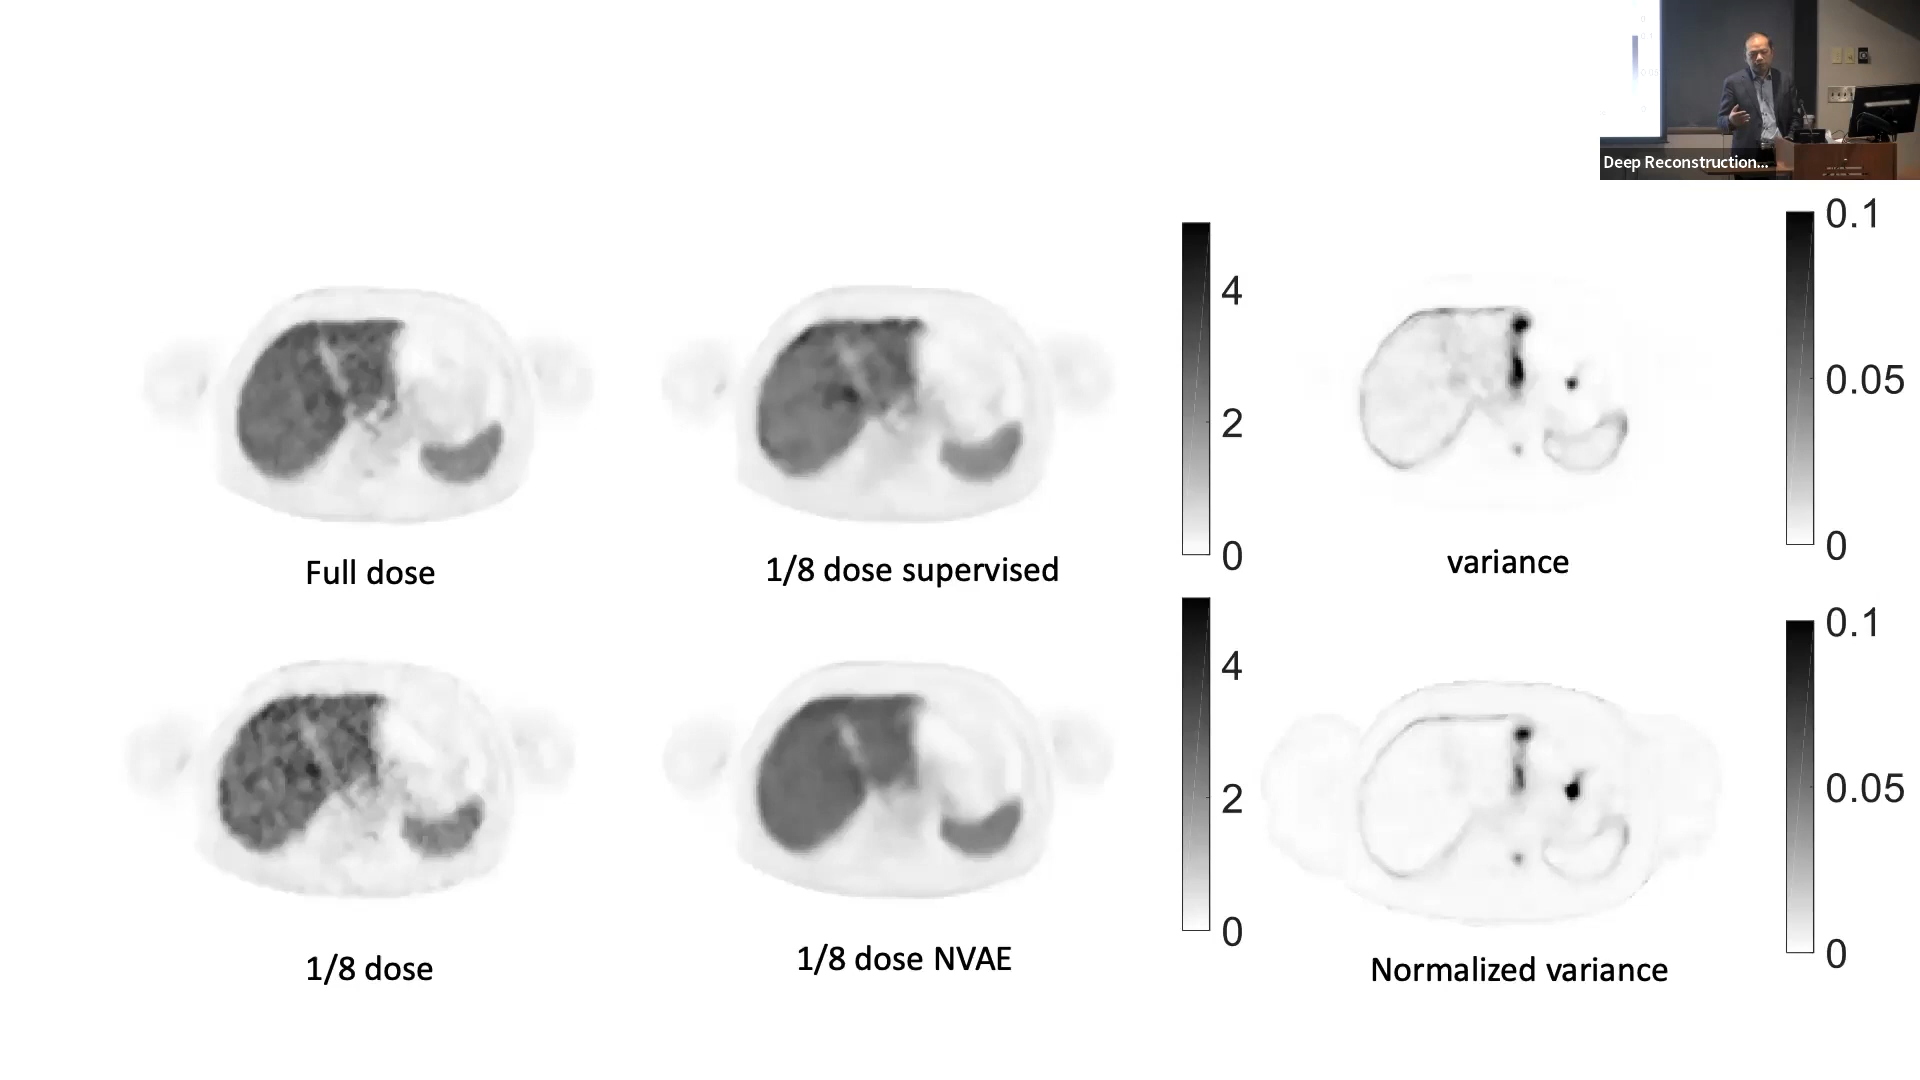 Deep Reconstruction...
4
2
0
0.1
0.05
0
Full dose
1/8 dose supervised
variance
4
2
0
0.1
0.05
0
1/8 dose
1/8 dose NVAE
Normalized variance